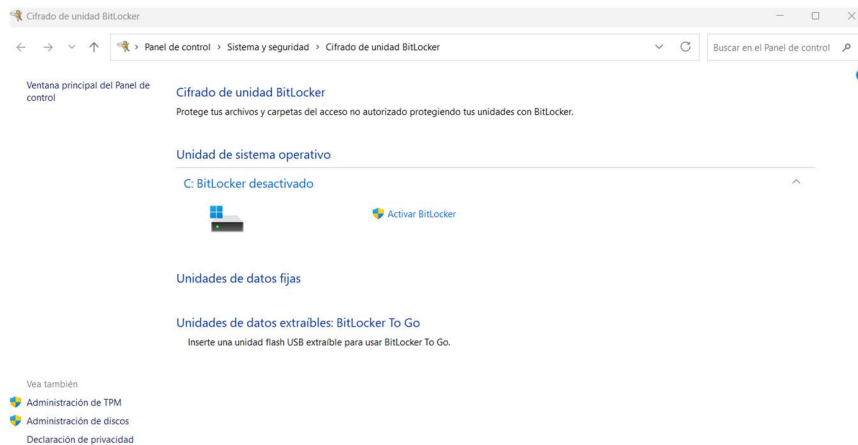 Cifrado de unidad BitLocker
Panel de control > Sistema y seguridad > Cifrado de unidad BitLocker
Buscar en el Panel de control
Ventana principal del Panel de
control
Cifrado de unidad BitLocker
Protege tus archivos y carpetas del acceso no autorizado protegiendo tus unidades con BitLocker.
Unidad de sistema operativo
C: BitLocker desactivado
Activar BitLocker
Unidades de datos fijas
Unidades de datos extraíbles: BitLocker To Go
Inserte una unidad flash USB extraíble para usar BitLocker To Go.
Vea también
Administración de TPM
Administración de discos
Declaración de privacidad